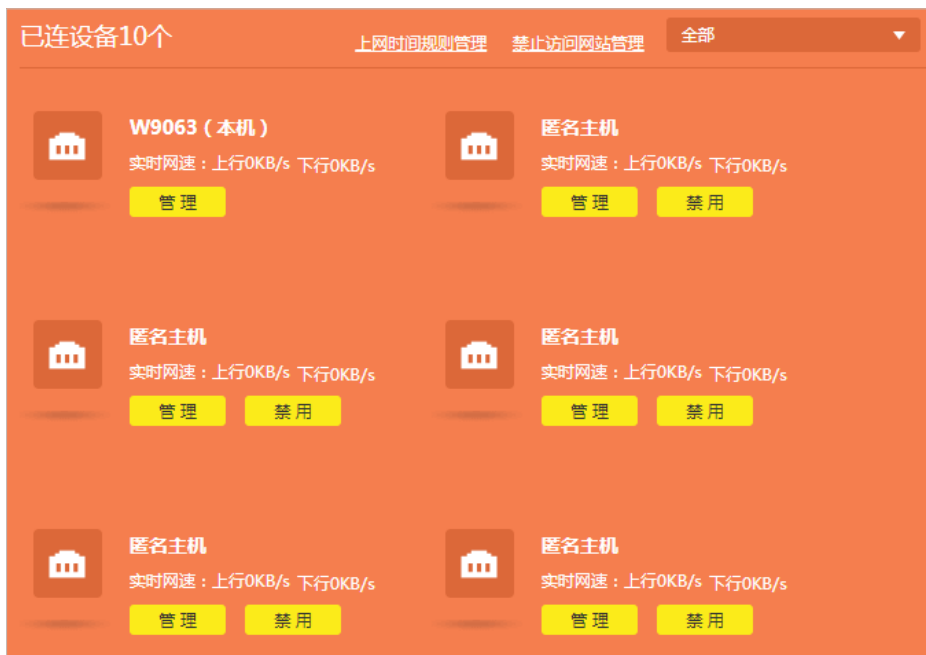 已连设备10个
上网时间规则管理 禁止访问网站管理 全部
W9063（本机）
实时网速：上行0KB/s 下行0KB/s
管 理
匿名主机
实时网速：上行0KB/s 下行0KB/s
管 理 禁 用
匿名主机
实时网速：上行0KB/s 下行0KB/s
管 理 禁 用
匿名主机
实时网速：上行0KB/s 下行0KB/s
管 理 禁 用
匿名主机
实时网速：上行0KB/s 下行0KB/s
管 理 禁 用
匿名主机
实时网速：上行0KB/s 下行0KB/s
管 理 禁 用